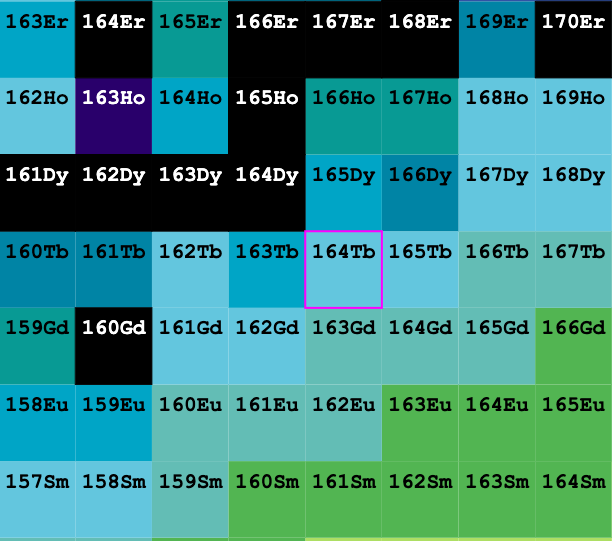 163Er 164Er 165Er 166Er 167Er 168Er 169Er 170Er
162Ho 163Ho 164Ho 165Ho 166Ho 167Ho 168Ho 169Ho
161Dy 162Dy 163Dy 164Dy 165Dy 166Dy 167Dy 168Dy
160Tb 161Tb 162Tb 163Tb 164Tb 165Tb 166Tb 167Tb
159Gd 160Gd 161Gd 162Gd 163Gd 164Gd 165Gd 166Gd
158Eu 159Eu 160Eu 161Eu 162Eu 163Eu 164Eu 165Eu
157Sm 158Sm 159Sm 160Sm 161Sm 162Sm 163Sm 164Sm